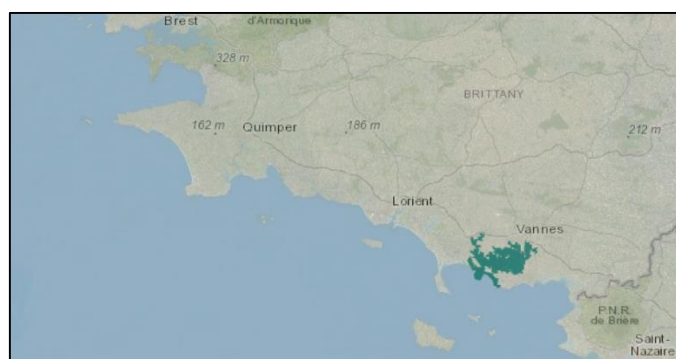 Brest
d'Armorique
328 m
BRITTANY
162 m
Quimper
186 m
212 m
Lorient
Vannes
P.N.R.
de Brière
Saint-
Nazaire